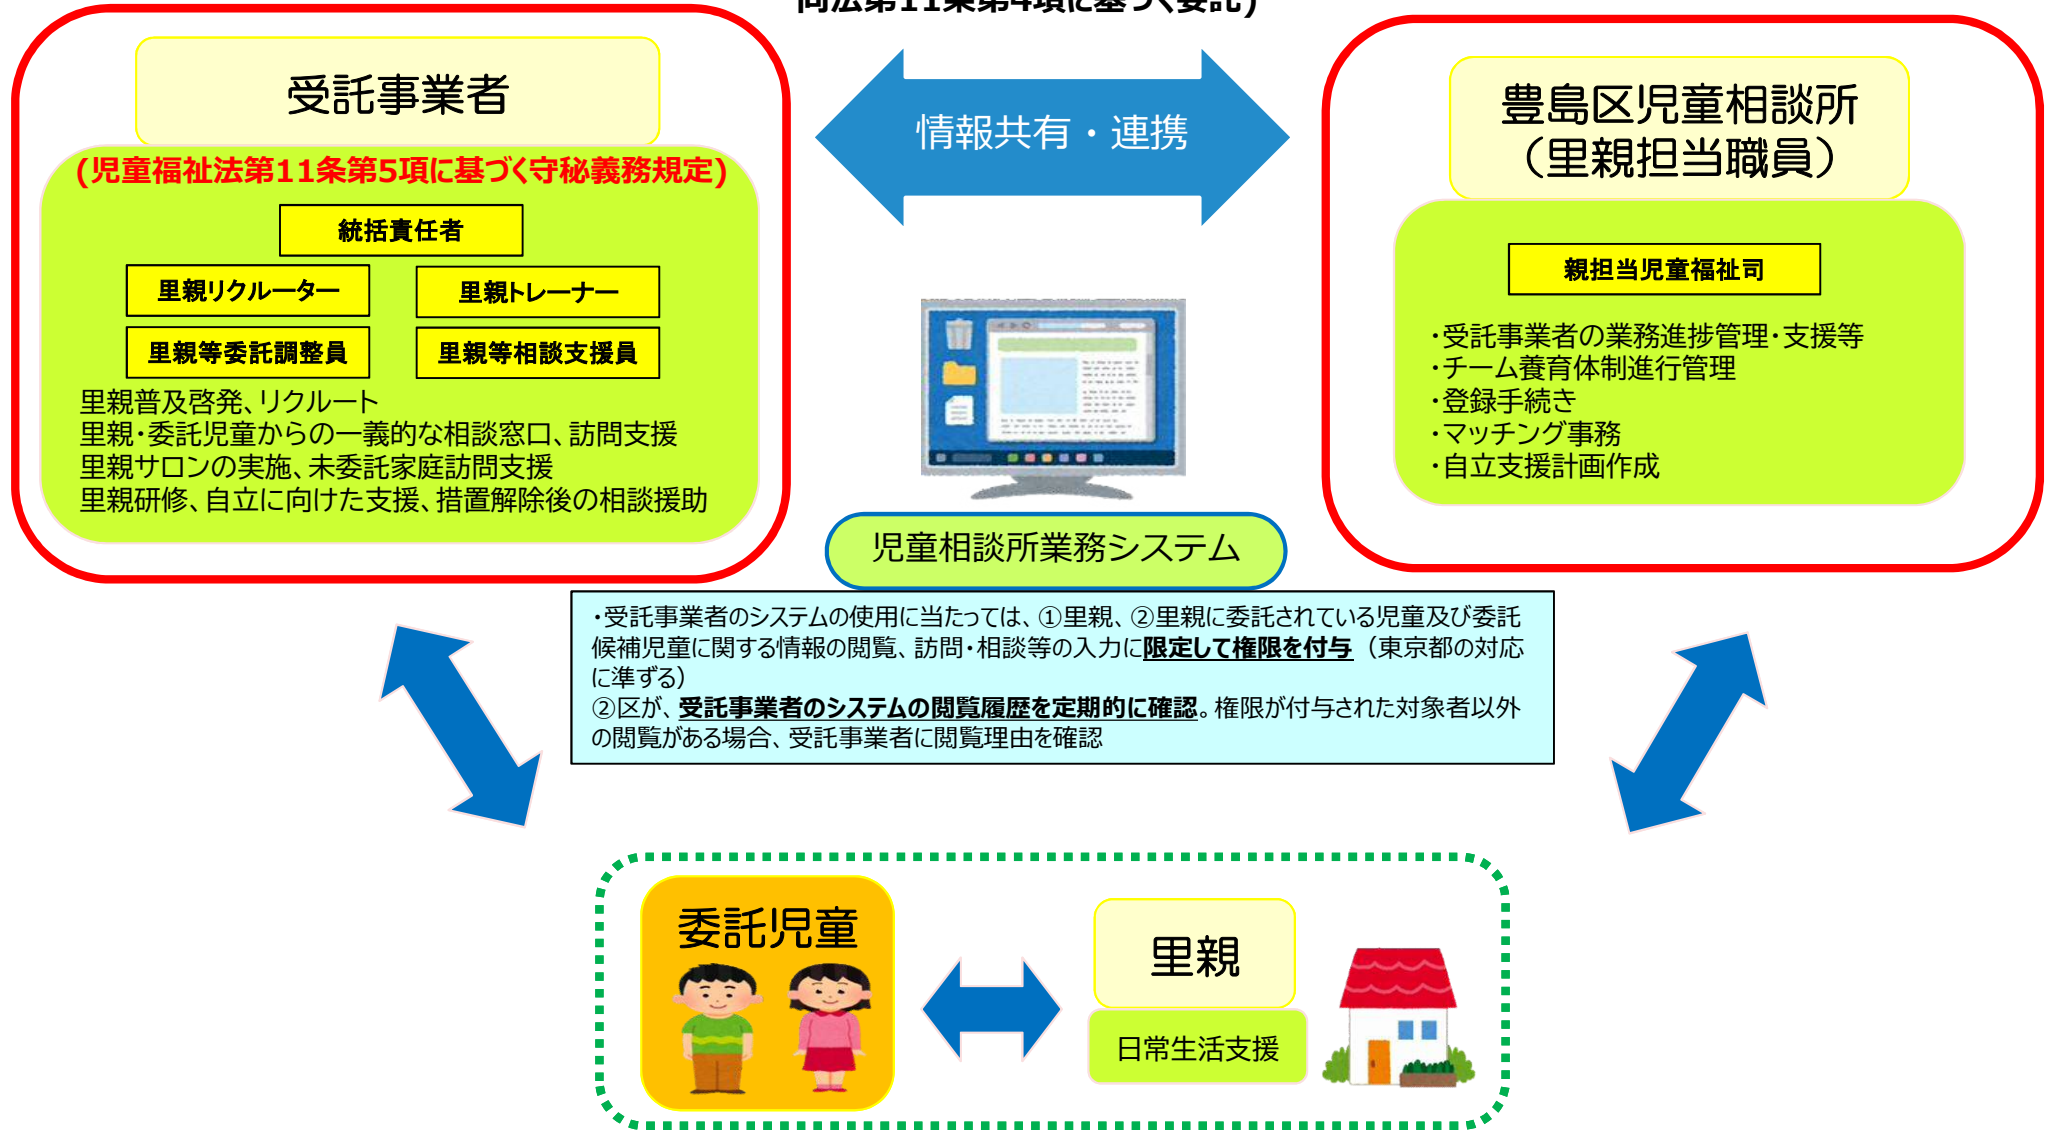 同法第11条第4項に基づく委託)
受託事業者
(児童福祉法第11条第5項に基づく守秘義務規定)
統括責任者
里親リクルーター
里親トレーナー
里親等委託調整員
里親等相談支援員
里親普及啓発、リクルート
里親・委託児童からの一義的な相談窓口、訪問支援
里親サロンの実施、未委託家庭訪問支援
里親研修、自立に向けた支援、措置解除後の相談援助
情報共有・連携
豊島区児童相談所
（里親担当職員）
親担当児童福祉司
・受託事業者の業務進捗管理・支援等
・チーム養育体制進行管理
・登録手続き
・マッチング事務
・自立支援計画作成
児童相談所業務システム
・受託事業者のシステムの使用に当たっては、①里親、②里親に委託されている児童及び委託
候補児童に関する情報の閲覧、訪問・相談等の入力に限定して権限を付与（東京都の対応
に準ずる）
②区が、受託事業者のシステムの閲覧履歴を定期的に確認。権限が付与された対象者以外
の閲覧がある場合、受託事業者に閲覧理由を確認
委託児童
里親
日常生活支援